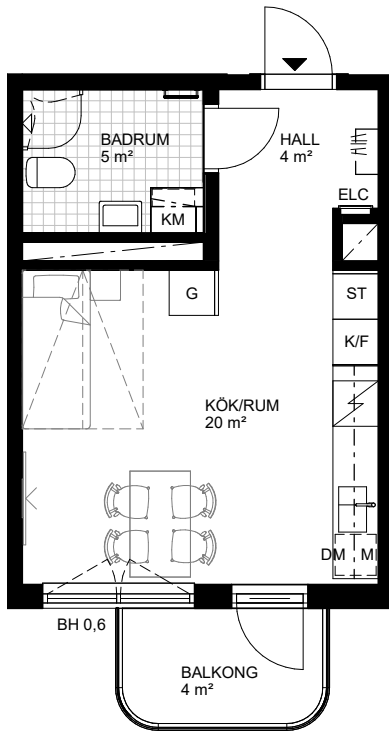 BADRUM
5 m²
HALL
4 m²
ELC
KM
G
ST
K/F
KÖK/RUM
20 m²
DM MI
BH 0,6
BALKONG
4 m²